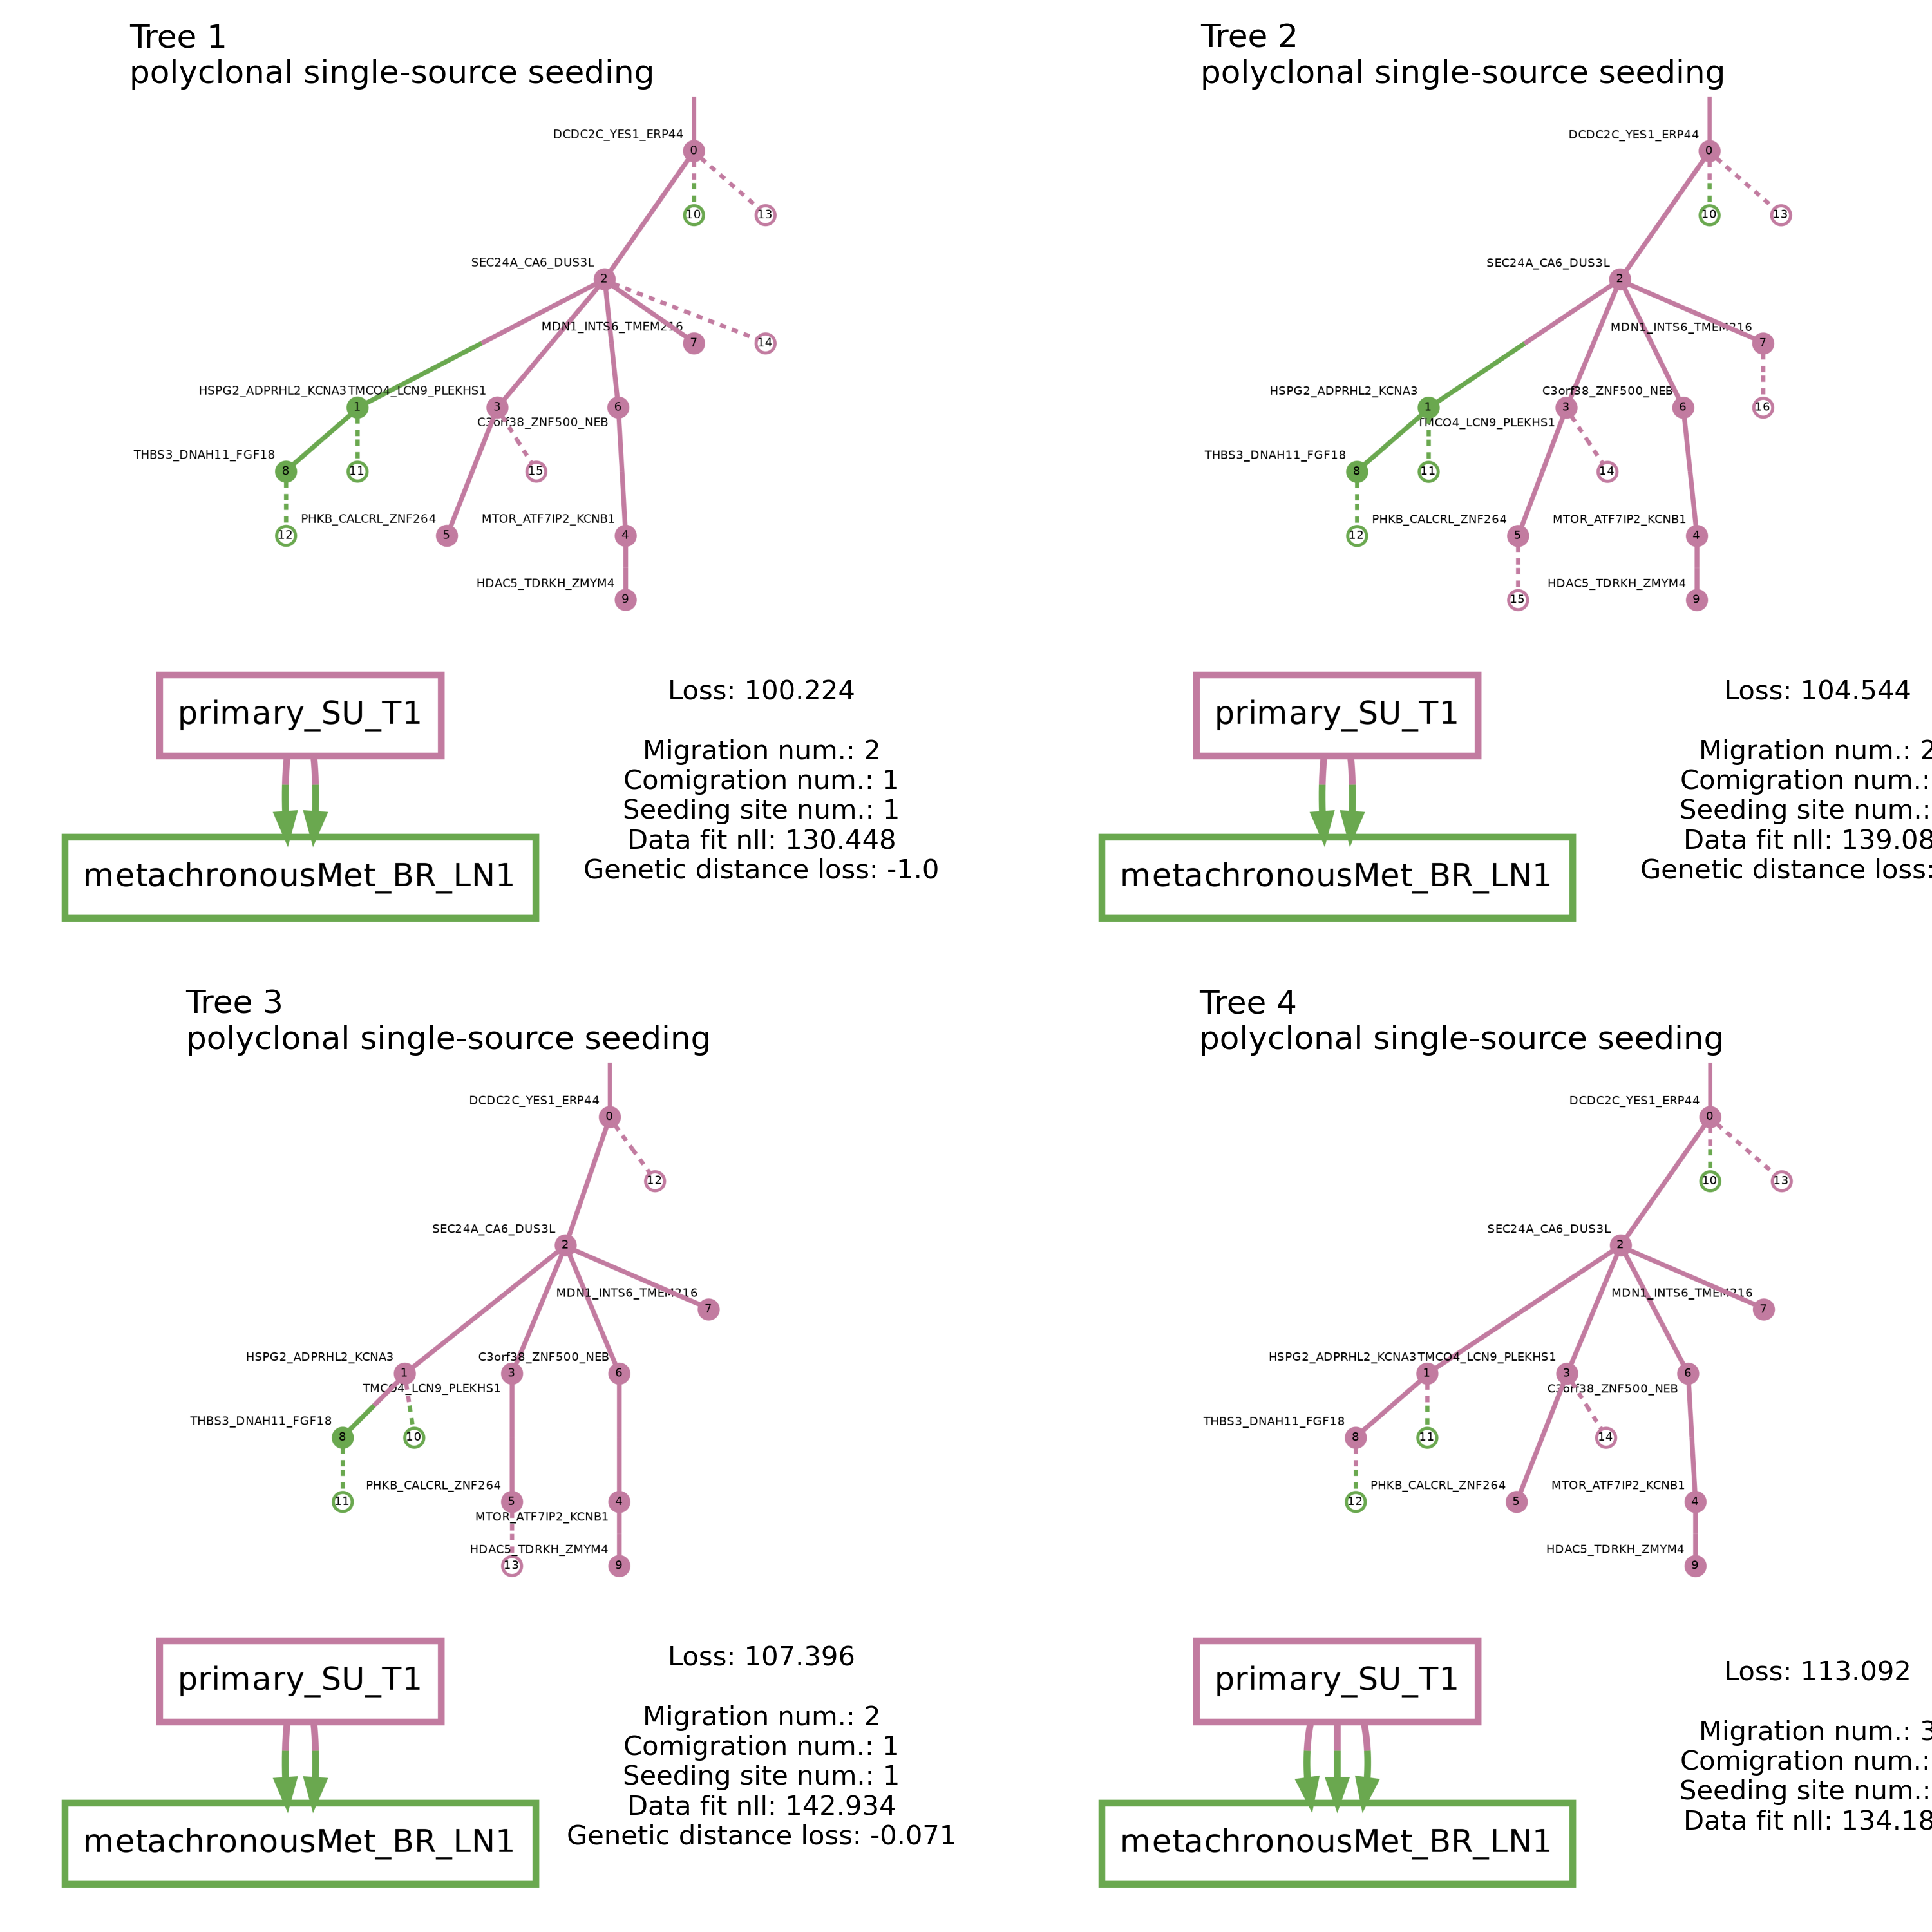 Tree 1
polyclonal single-source seeding
DCDC2C_YES1_ERP44
0
10
13
SEC24A_CA6_DUS3L
2
MDN1_INTS6_TMEM216
7
14
HSPG2_ADPRHL2_KCNA3
1
TMCO4_LCN9_PLEKHS1
3
C3orf38_ZNF500_NEB
6
THBS3_DNAH11_FGF18
8
11
15
12
PHKB_CALCRL_ZNF264
5
MTOR_ATF7IP2_KCNB1
4
HDAC5_TDRKH_ZMYM4
9
primary_SU_T1
metachronousMet_BR_LN1
Loss: 100.224
Migration num.: 2
Comigration num.: 1
Seeding site num.: 1
Data fit nll: 130.448
Genetic distance loss: -1.0
Tree 2
polyclonal single-source seeding
DCDC2C_YES1_ERP44
0
10
13
SEC24A_CA6_DUS3L
2
MDN1_INTS6_TMEM216
7
HSPG2_ADPRHL2_KCNA3
1
TMCO4_LCN9_PLEKHS1
3
C3orf38_ZNF500_NEB
6
16
THBS3_DNAH11_FGF18
8
11
14
12
PHKB_CALCRL_ZNF264
5
MTOR_ATF7IP2_KCNB1
4
15
HDAC5_TDRKH_ZMYM4
9
primary_SU_T1
metachronousMet_BR_LN1
Loss: 104.544
Migration num.: 2
Comigration num.:
Seeding site num.:
Data fit nll: 139.08
Genetic distance loss:
Tree 3
polyclonal single-source seeding
DCDC2C_YES1_ERP44
0
12
SEC24A_CA6_DUS3L
2
MDN1_INTS6_TMEM216
7
HSPG2_ADPRHL2_KCNA3
1
TMCO4_LCN9_PLEKHS1
3
C3orf38_ZNF500_NEB
6
THBS3_DNAH11_FGF18
8
10
11
PHKB_CALCRL_ZNF264
5
MTOR_ATF7IP2_KCNB1
4
13
HDAC5_TDRKH_ZMYM4
9
primary_SU_T1
metachronousMet_BR_LN1
Loss: 107.396
Migration num.: 2
Comigration num.: 1
Seeding site num.: 1
Data fit nll: 142.934
Genetic distance loss: -0.071
Tree 4
polyclonal single-source seeding
DCDC2C_YES1_ERP44
0
10
13
SEC24A_CA6_DUS3L
2
MDN1_INTS6_TMEM216
7
HSPG2_ADPRHL2_KCNA3
1
TMCO4_LCN9_PLEKHS1
3
C3orf38_ZNF500_NEB
6
THBS3_DNAH11_FGF18
8
11
14
12
PHKB_CALCRL_ZNF264
5
MTOR_ATF7IP2_KCNB1
4
HDAC5_TDRKH_ZMYM4
9
primary_SU_T1
metachronousMet_BR_LN1
Loss: 113.092
Migration num.: 3
Comigration num.:
Seeding site num.:
Data fit nll: 134.18